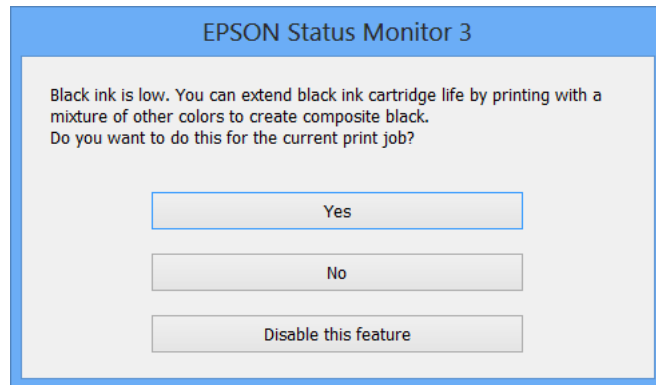 EPSON Status Monitor 3
Black ink is low. You can extend black ink cartridge life by printing with a
mixture of other colors to create composite black.
Do you want to do this for the current print job?
Yes
No
Disable this feature